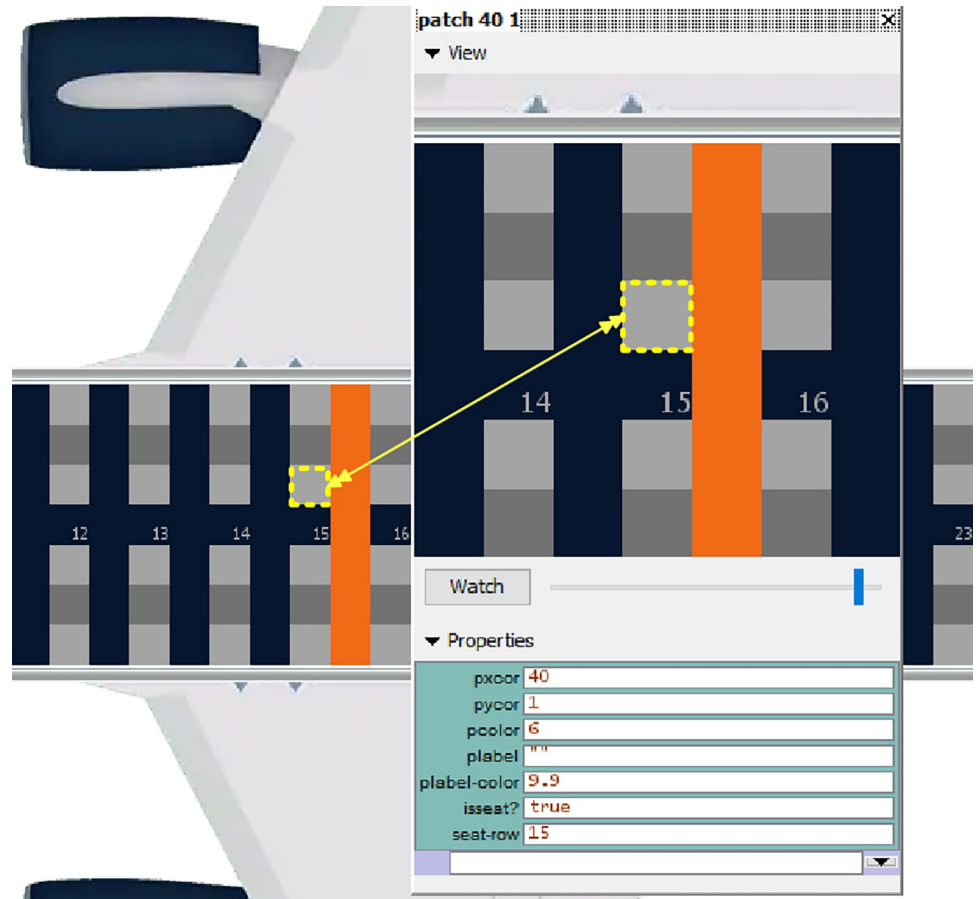 patch 40 1
View
14 15 16
12 13 14 15 16 23
Watch
Properties
pxcor 40
pycor 1
pcolor 6
plabel ""
plabel-color 9.9
isseat? true
seat-row 15